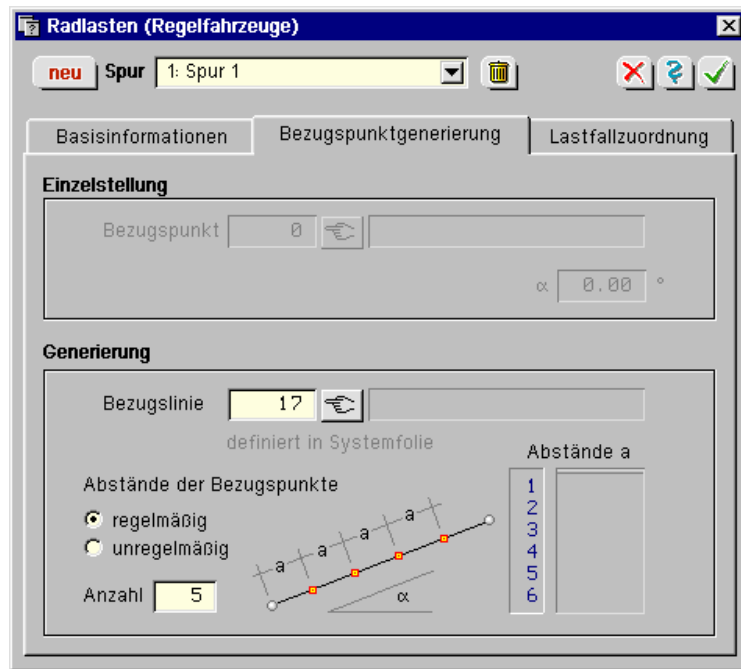 Radlasten (Regelfahrzeuge)
neu Spur 1: Spur 1
Basisinformationen Bezugspunktgenerierung Lastfallzuordnung
Einzelstellung
Bezugspunkt 0
α 0.00 °
Generierung
Bezugslinie 17
definiert in Systemfolie
Abstände a
Abstände der Bezugspunkte
regelmäßig
unregelmäßig
Anzahl 5
a a a a
α
1
2
3
4
5
6